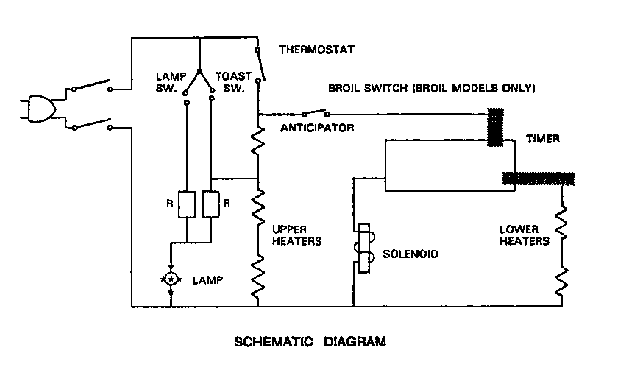 THERMOSTAT
LAMP SW.
TOAST SW.
BROIL SWITCH (BROIL MODELS ONLY)
ANTICIPATOR
TIMER
R
R
UPPER HEATERS
LOWER HEATERS
SOLENOID
LAMP
SCHEMATIC DIAGRAM